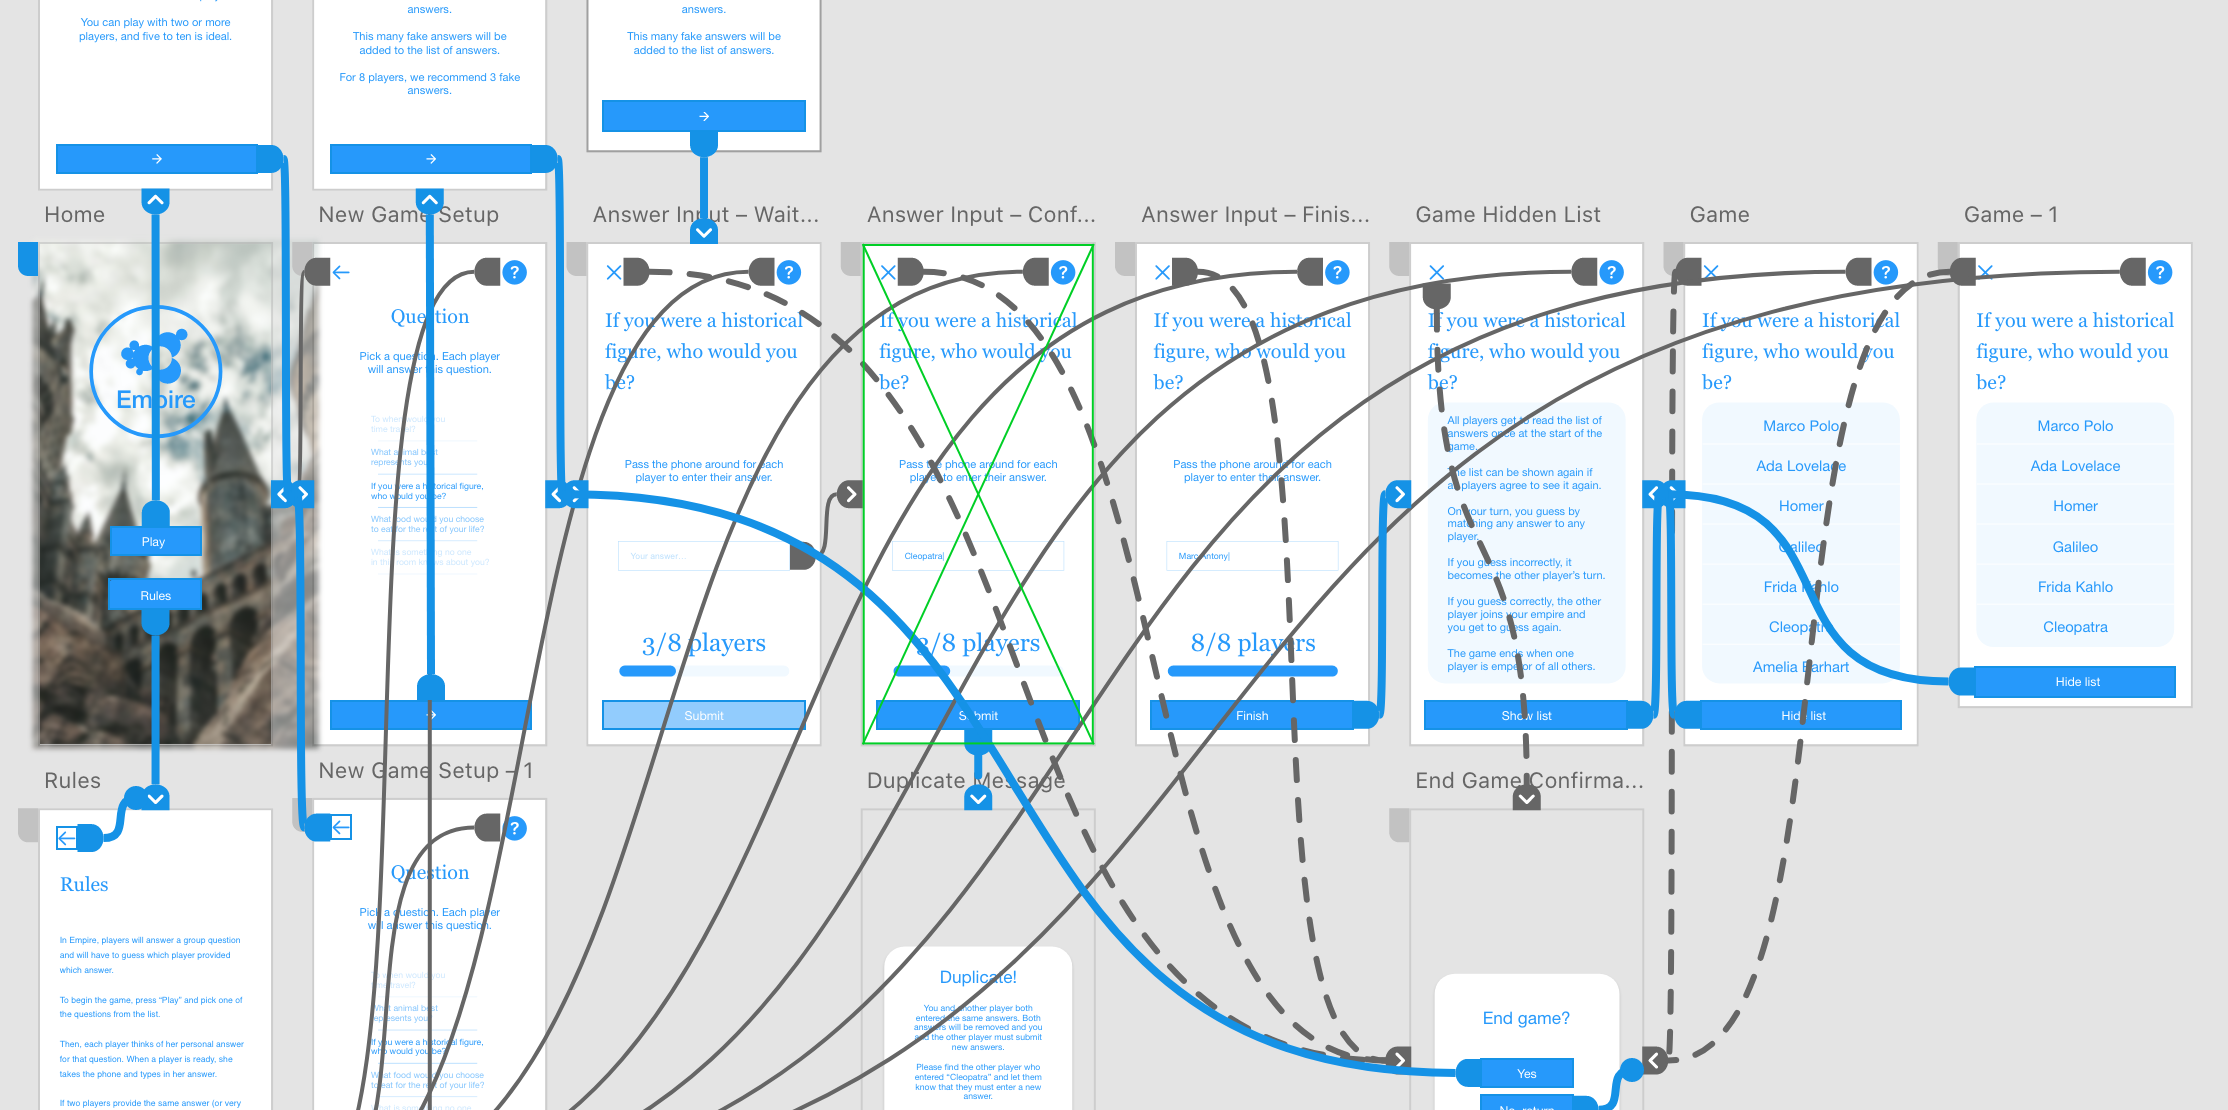 You can play with two or more
players, and five to ten is ideal.
→
answers.
This many fake answers will be
added to the list of answers.
For 8 players, we recommend 3 fake
answers.
→
answers.
This many fake answers will be
added to the list of answers.
→
Home
New Game Setup
Answer Input – Wait...
Answer Input – Conf...
Answer Input – Finis...
Game Hidden List
Game
Game – 1
Empire
Play
Rules
?
Question
Pick a question. Each player
will answer this question.
To when would you
time travel?
What animal best
represents you?
If you were a historical figure,
who would you be?
What food would you choose
to eat for the rest of your life?
What is something no one
in this room knows about you?
→
?
If you were a historical
figure, who would you
be?
Pass the phone around for each
player to enter their answer.
Your answer...
3/8 players
Submit
?
If you were a historical
figure, who would you
be?
Pass the phone around for each
player to enter their answer.
Cleopatra|
3/8 players
Submit
?
If you were a historical
figure, who would you
be?
Pass the phone around for each
player to enter their answer.
Marc Antony|
8/8 players
Finish
?
If you were a historical
figure, who would you
be?
All players get to read the list of
answers once at the start of the
game.
The list can be shown again if
all players agree to see it again.
On your turn, you guess by
matching any answer to any
player.
If you guess incorrectly, it
becomes the other player's turn.
If you guess correctly, the other
player joins your empire and
you get to guess again.
The game ends when one
player is emperor of all others.
Show list
?
If you were a historical
figure, who would you
be?
Marco Polo
Ada Lovelace
Homer
Galileo
Frida Kahlo
Cleopatra
Amelia Earhart
Hide list
?
If you were a historical
figure, who would you
be?
Marco Polo
Ada Lovelace
Homer
Galileo
Frida Kahlo
Cleopatra
Hide list
Rules
New Game Setup – 1
Duplicate Message
End Game Confirma...
Rules
In Empire, players will answer a group question
and will have to guess which player provided
which answer.
To begin the game, press “Play” and pick one of
the questions from the list.
Then, each player thinks of her personal answer
for that question. When a player is ready, she
takes the phone and types in her answer.
If two players provide the same answer (or very
?
Question
Pick a question. Each player
will answer this question.
To when would you
time travel?
What animal best
represents you?
If you were a historical figure,
who would you be?
What food would you choose
to eat for the rest of your life?
What is something no one
Duplicate!
You and another player both
entered the same answers. Both
answers will be removed and you
and the other player must submit
new answers.
Please find the other player who
entered “Cleopatra” and let them
know that they must enter a new
answer.
End game?
Yes
No, return